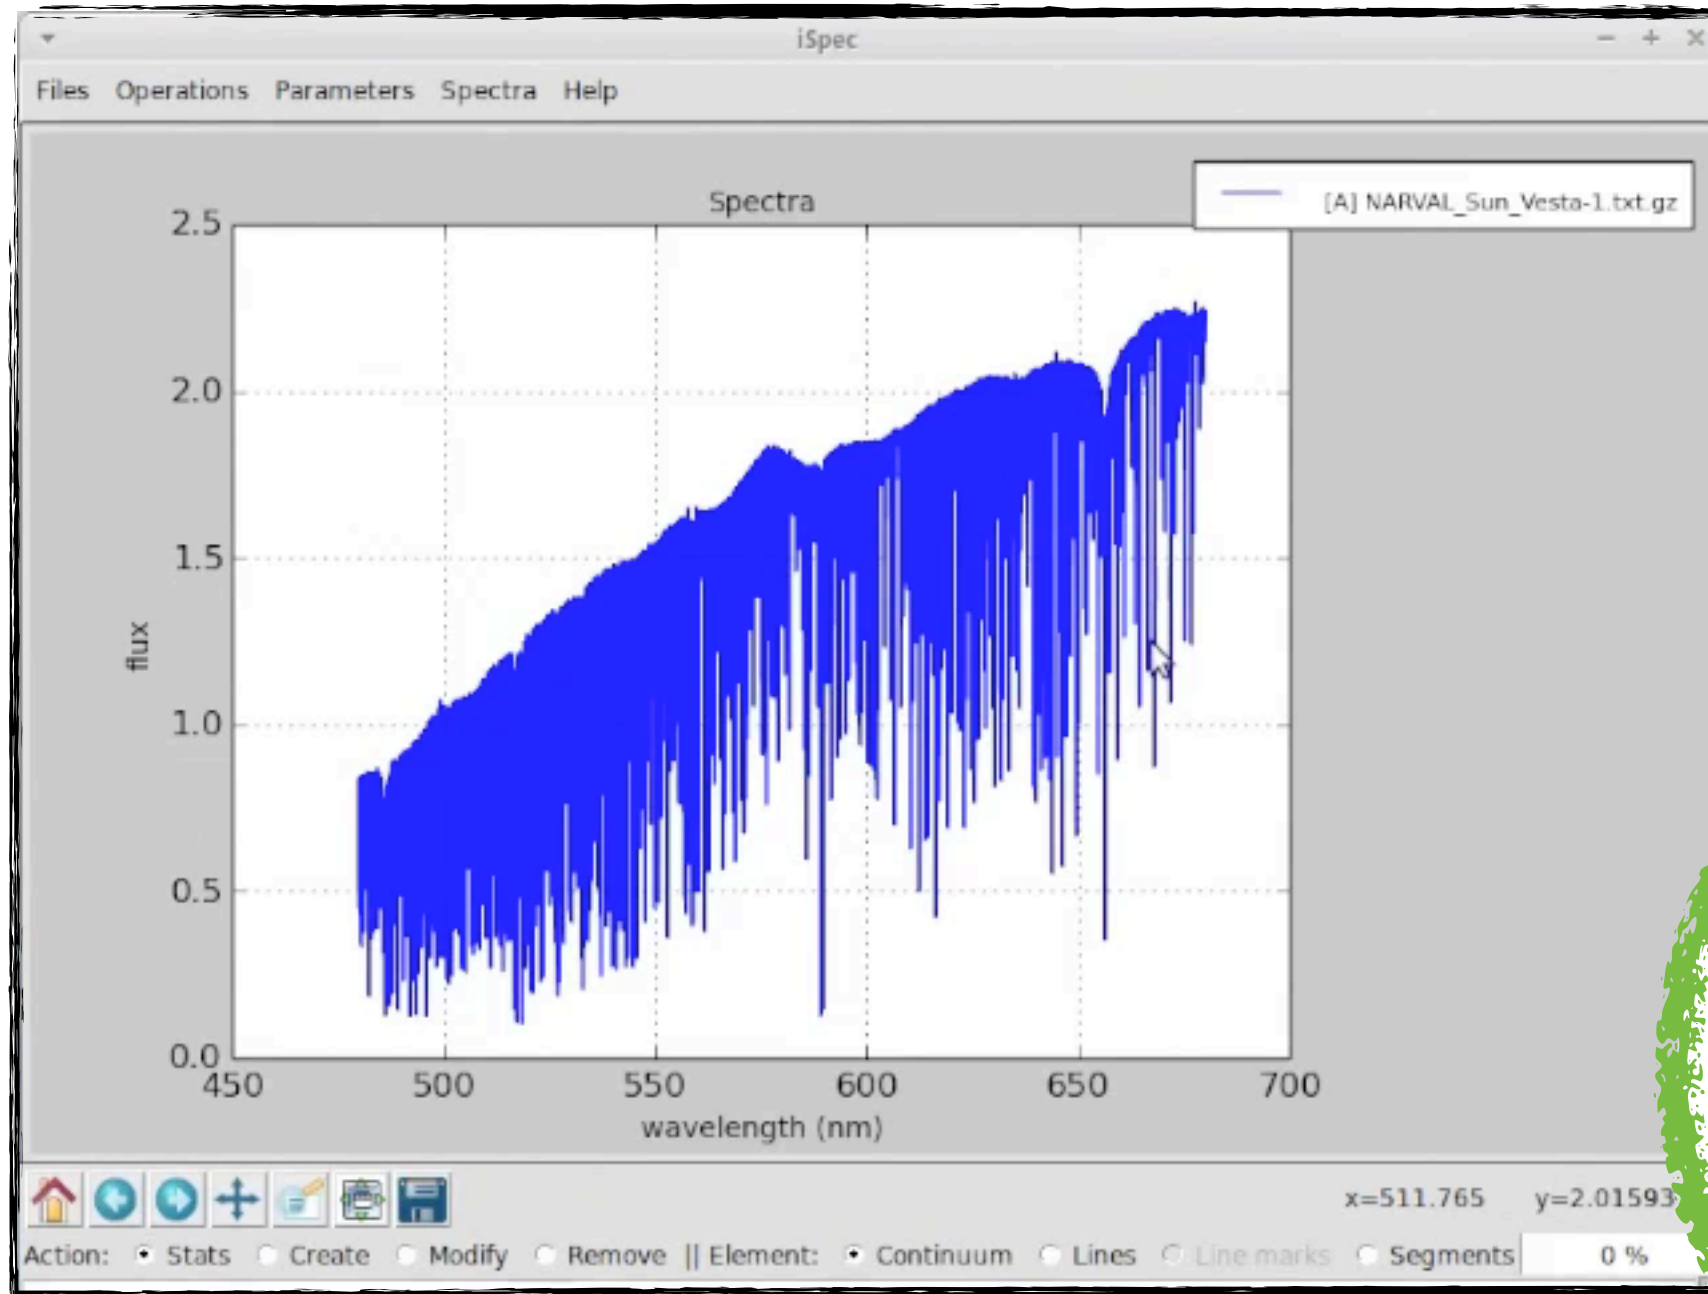 iSpec
Files Operations Parameters Spectra Help
[A] NARVAL_Sun_Vesta-1.txt.gz
Spectra
2.5
2.0
1.5
1.0
0.5
0.0
flux
450 500 550 600 650 700
wavelength (nm)
x=511.765 y=2.01593
Action: Stats Create Modify Remove || Element: Continuum Lines Line marks Segments 0 %